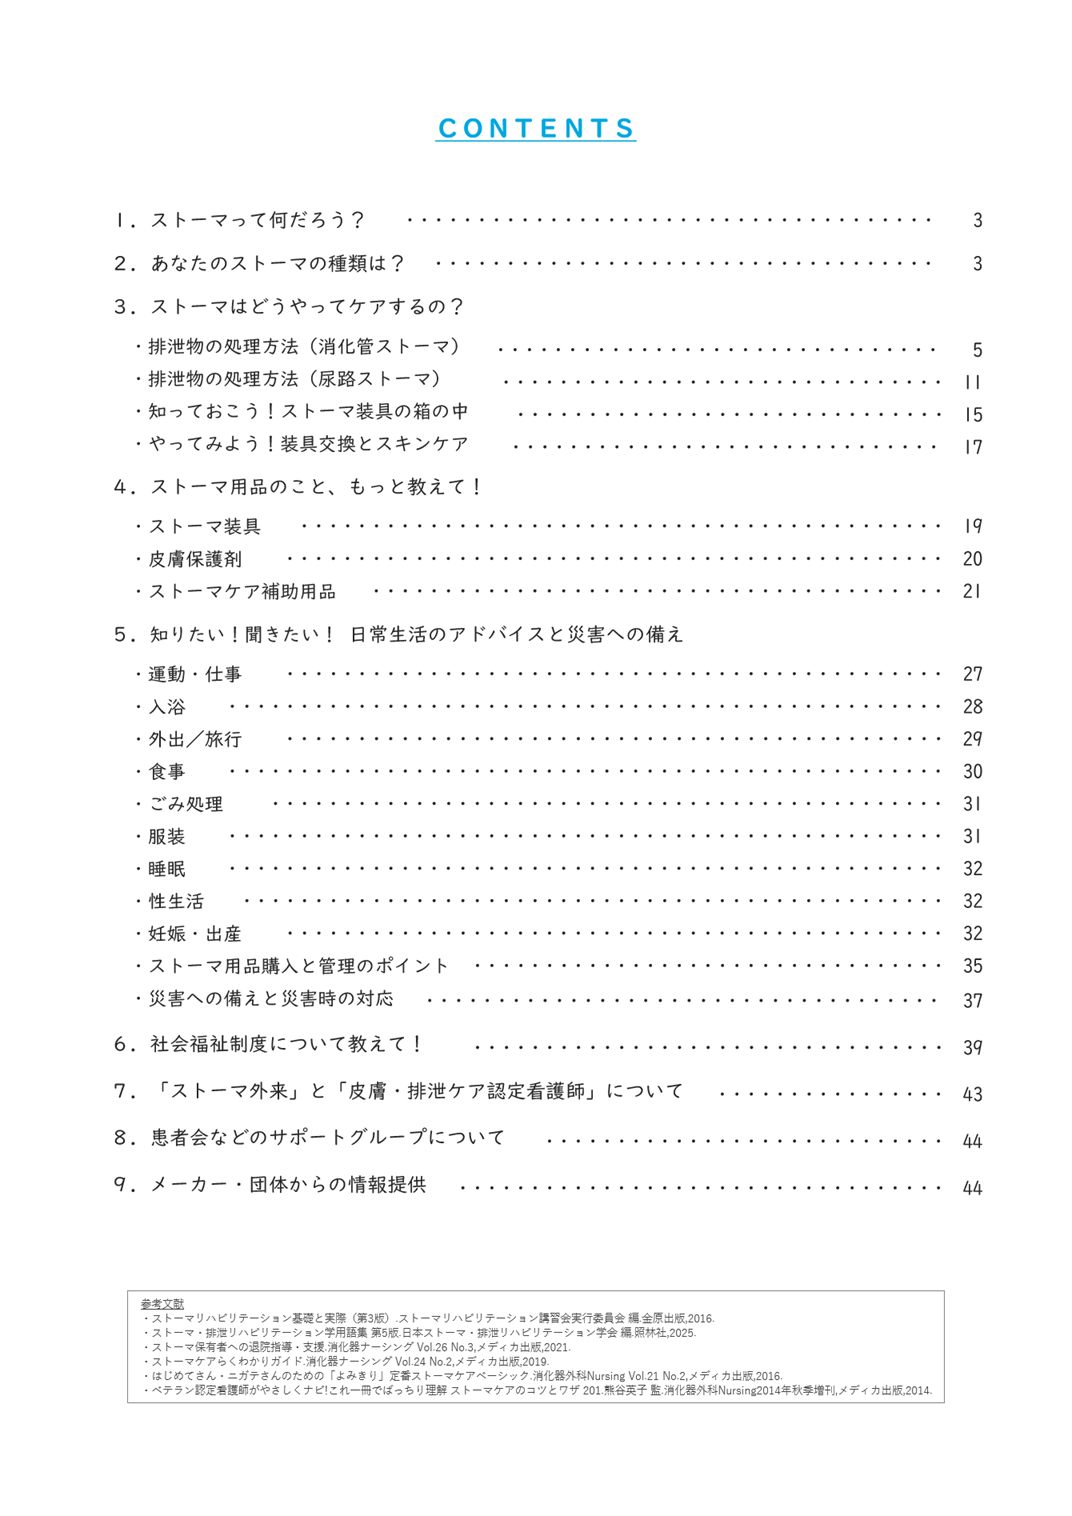 CONTENTS
1．ストーマって何だろう？ ・・・・・・・・・・・・・・・・・・・・・・・・・・・・・・・・・・・・・ 3
2．あなたのストーマの種類は？ ・・・・・・・・・・・・・・・・・・・・・・・・・・・・・・・・・・・ 3
3．ストーマはどうやってケアするの？
・排泄物の処理方法（消化管ストーマ） ・・・・・・・・・・・・・・・・・・・・・・・・・・・・・・・ 5
・排泄物の処理方法（尿路ストーマ） ・・・・・・・・・・・・・・・・・・・・・・・・・・・・・・・ 11
・知っておこう！ストーマ装具の箱の中 ・・・・・・・・・・・・・・・・・・・・・・・・・・・・・・ 15
・やってみよう！装具交換とスキンケア ・・・・・・・・・・・・・・・・・・・・・・・・・・・・・・ 17
4．ストーマ用品のこと、もっと教えて！
・ストーマ装具 ・・・・・・・・・・・・・・・・・・・・・・・・・・・・・・・・・・・・・・・・・・・・・ 19
・皮膚保護剤 ・・・・・・・・・・・・・・・・・・・・・・・・・・・・・・・・・・・・・・・・・・・・・・ 20
・ストーマケア補助用品 ・・・・・・・・・・・・・・・・・・・・・・・・・・・・・・・・・・・・・・・・ 21
5．知りたい！聞きたい！ 日常生活のアドバイスと災害への備え
・運動・仕事 ・・・・・・・・・・・・・・・・・・・・・・・・・・・・・・・・・・・・・・・・・・・・・・ 27
・入浴 ・・・・・・・・・・・・・・・・・・・・・・・・・・・・・・・・・・・・・・・・・・・・・・・・・・ 28
・外出／旅行 ・・・・・・・・・・・・・・・・・・・・・・・・・・・・・・・・・・・・・・・・・・・・・・ 29
・食事 ・・・・・・・・・・・・・・・・・・・・・・・・・・・・・・・・・・・・・・・・・・・・・・・・・・ 30
・ごみ処理 ・・・・・・・・・・・・・・・・・・・・・・・・・・・・・・・・・・・・・・・・・・・・・・・ 31
・服装 ・・・・・・・・・・・・・・・・・・・・・・・・・・・・・・・・・・・・・・・・・・・・・・・・・・ 31
・睡眠 ・・・・・・・・・・・・・・・・・・・・・・・・・・・・・・・・・・・・・・・・・・・・・・・・・・ 32
・性生活 ・・・・・・・・・・・・・・・・・・・・・・・・・・・・・・・・・・・・・・・・・・・・・・・・・ 32
・妊娠・出産 ・・・・・・・・・・・・・・・・・・・・・・・・・・・・・・・・・・・・・・・・・・・・・・ 32
・ストーマ用品購入と管理のポイント ・・・・・・・・・・・・・・・・・・・・・・・・・・・・・・・・・ 35
・災害への備えと災害時の対応 ・・・・・・・・・・・・・・・・・・・・・・・・・・・・・・・・・・・・ 37
6．社会福祉制度について教えて！ ・・・・・・・・・・・・・・・・・・・・・・・・・・・・・・・・・ 39
7．「ストーマ外来」と「皮膚・排泄ケア認定看護師」について ・・・・・・・・・・・・・・・・ 43
8．患者会などのサポートグループについて ・・・・・・・・・・・・・・・・・・・・・・・・・・・・ 44
9．メーカー・団体からの情報提供 ・・・・・・・・・・・・・・・・・・・・・・・・・・・・・・・・・・ 44
参考文献
・ストーマリハビリテーション基礎と実際（第3版）.ストーマリハビリテーション講習会実行委員会 編.金原出版,2016.
・ストーマ・排泄リハビリテーション学用語集 第5版.日本ストーマ・排泄リハビリテーション学会 編.照林社,2025.
・ストーマ保有者への退院指導・支援.消化器ナーシング Vol.26 No.3,メディカ出版,2021.
・ストーマケアらくわかりガイド.消化器ナーシング Vol.24 No.2,メディカ出版,2019.
・はじめてさん・ニガテさんのための「よみきり」定番ストーマケアベーシック.消化器外科Nursing Vol.21 No.2,メディカ出版,2016.
・ベテラン認定看護師がやさしくナビ!これ一冊でばっちり理解 ストーマケアのコツとワザ 201.熊谷英子 監.消化器外科Nursing2014年秋季増刊,メディカ出版,2014.